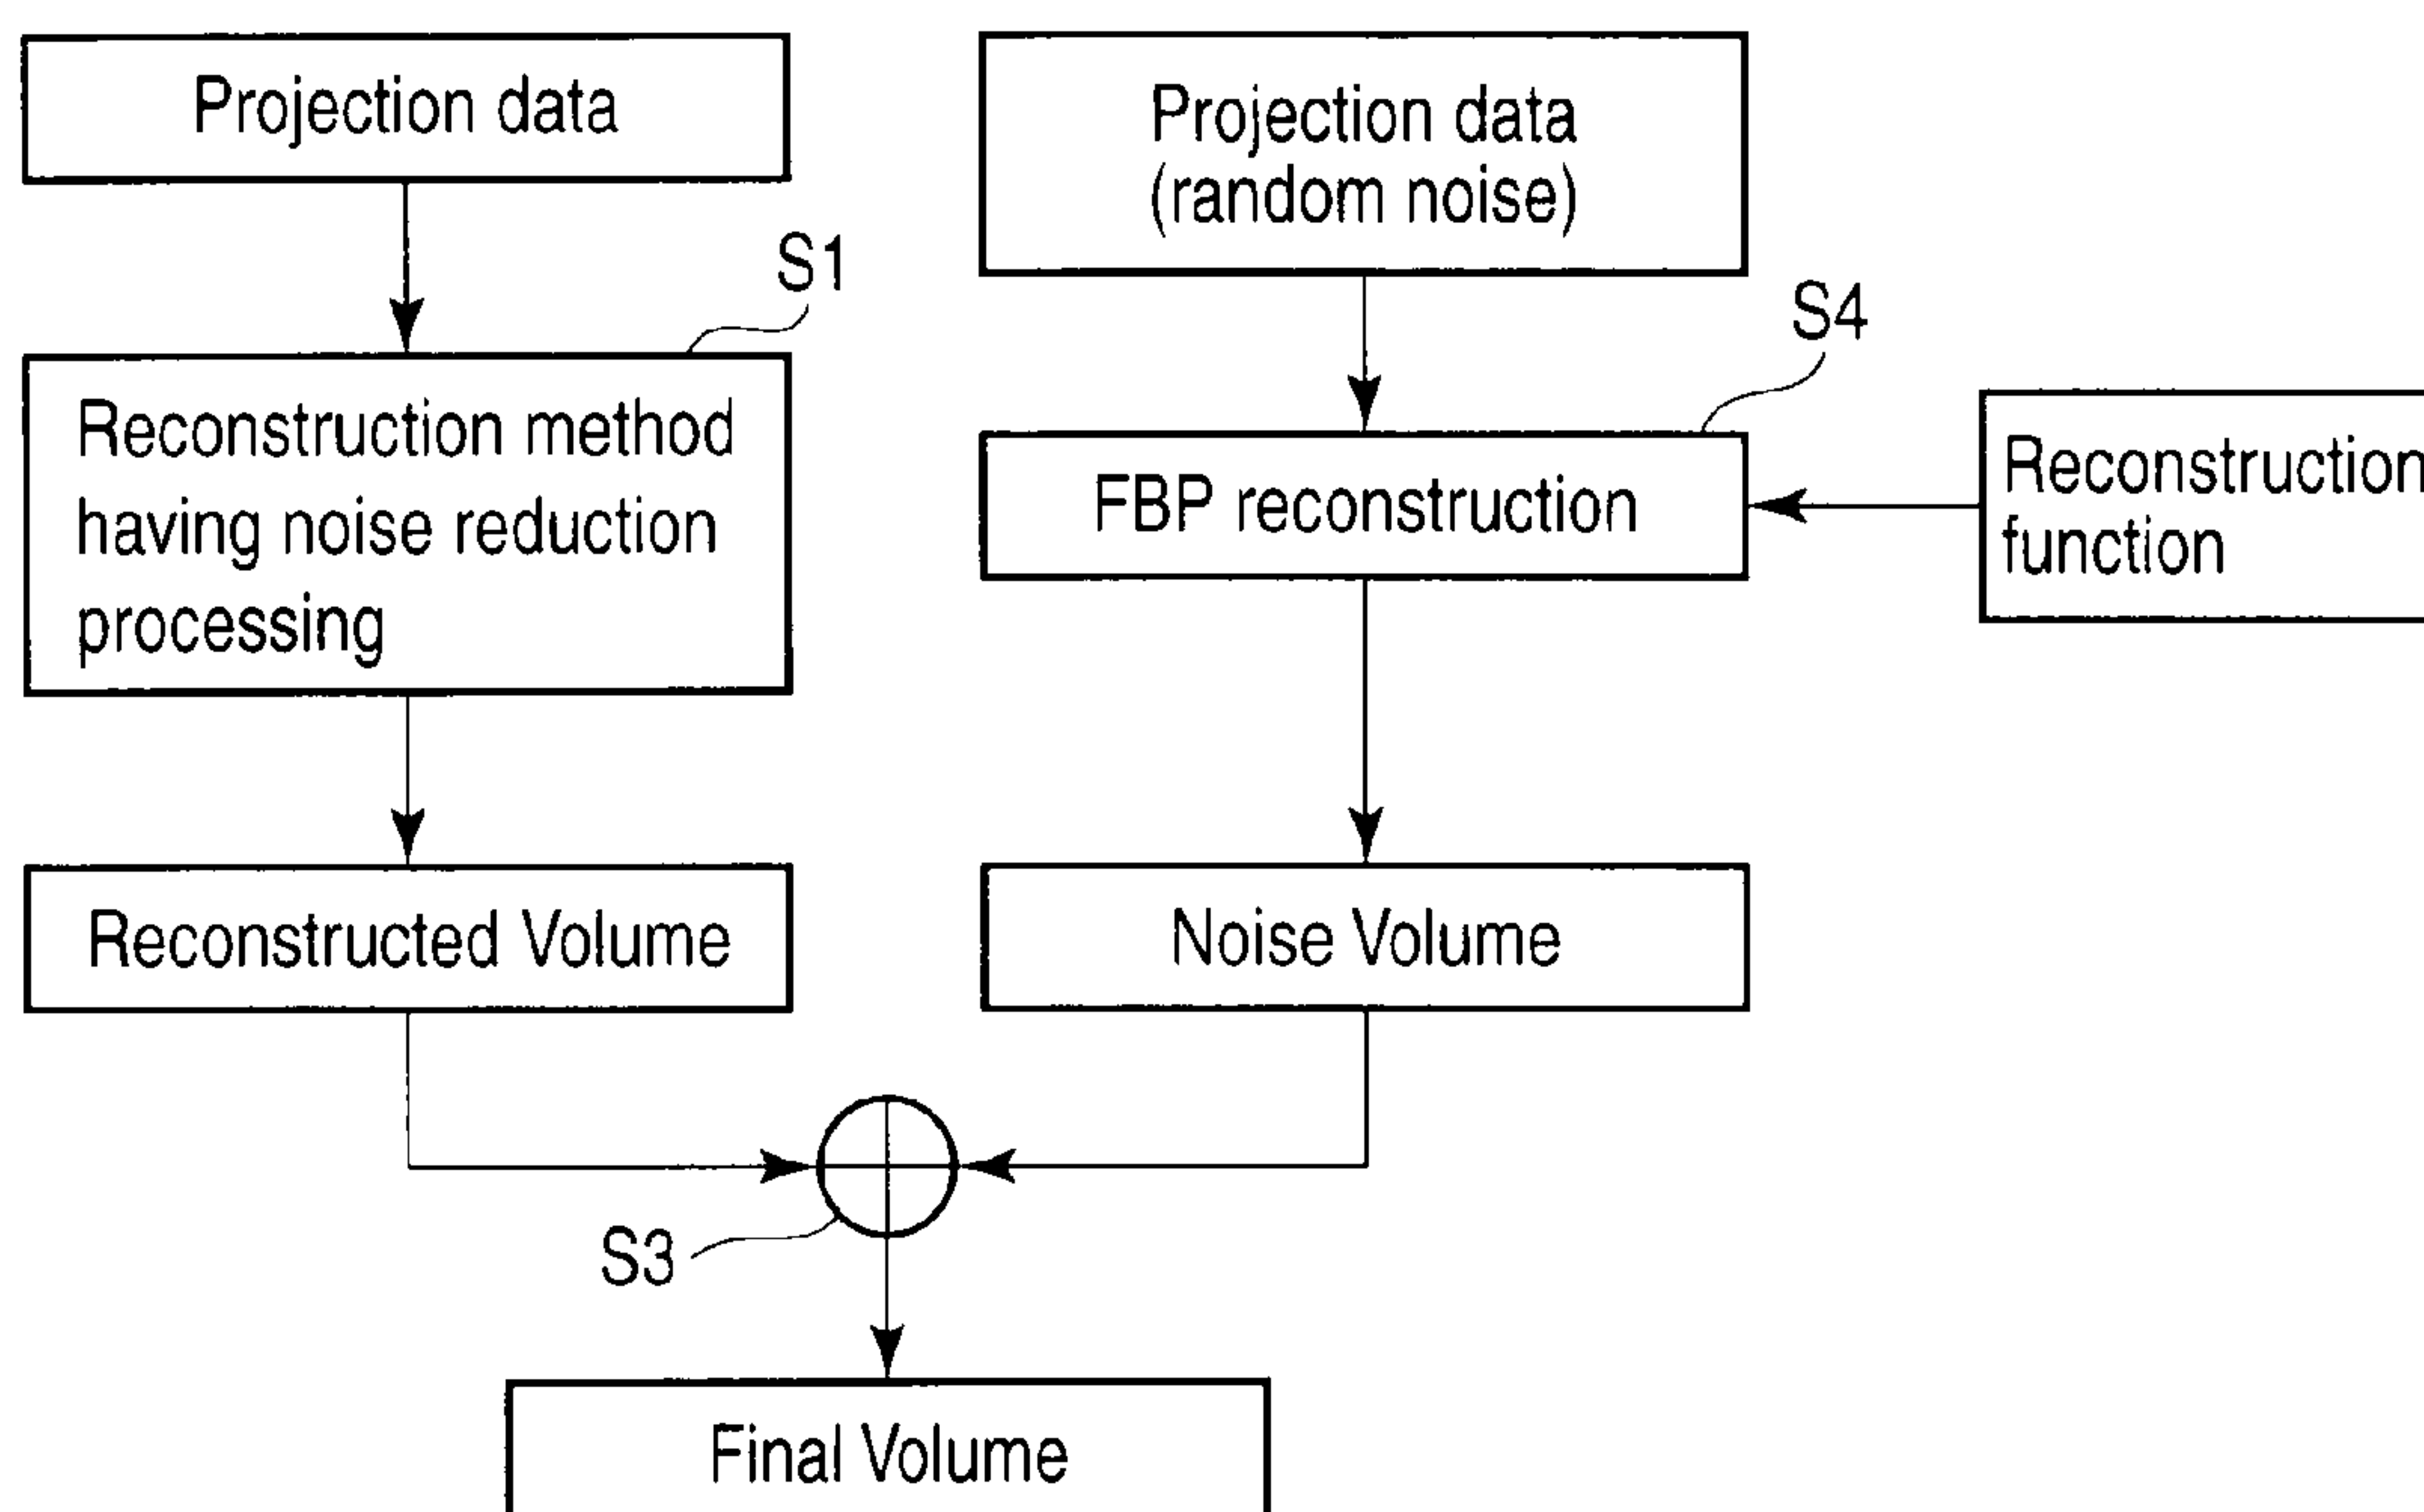 Projection data
Projection data
(random noise)
S1
S4
Reconstruction method
having noise reduction
processing
FBP reconstruction
Reconstruction
function
Reconstructed Volume
Noise Volume
S3
Final Volume